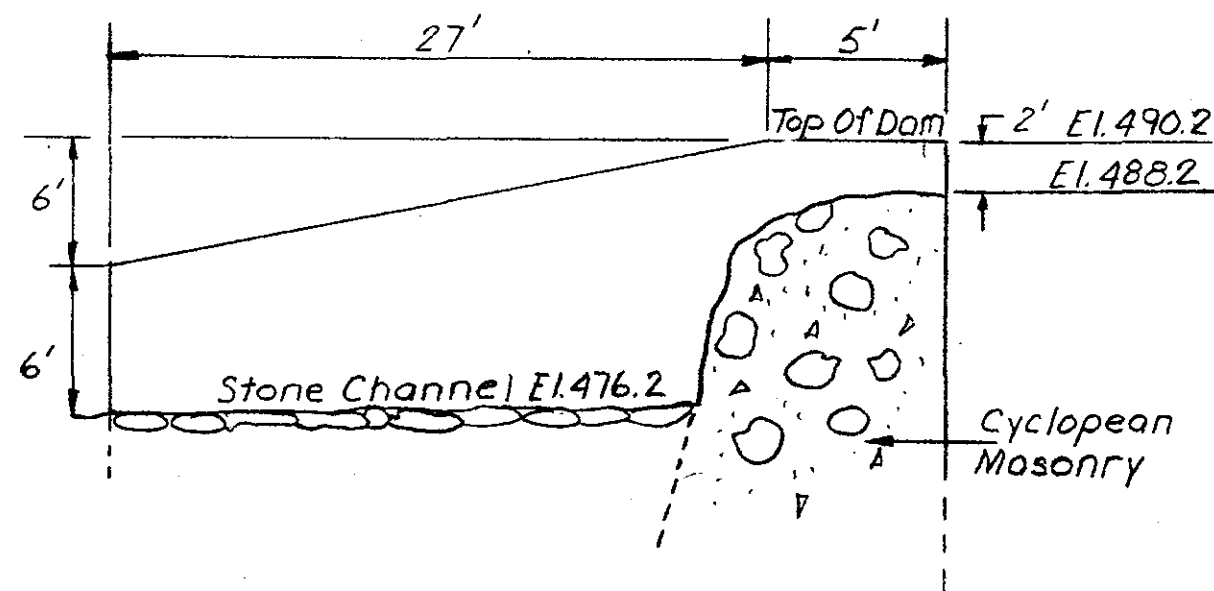 27'
5'
Top Of Dam
2' El. 490.2
El. 488.2
6'
6'
Stone Channel El. 476.2
Cyclopean
Masonry